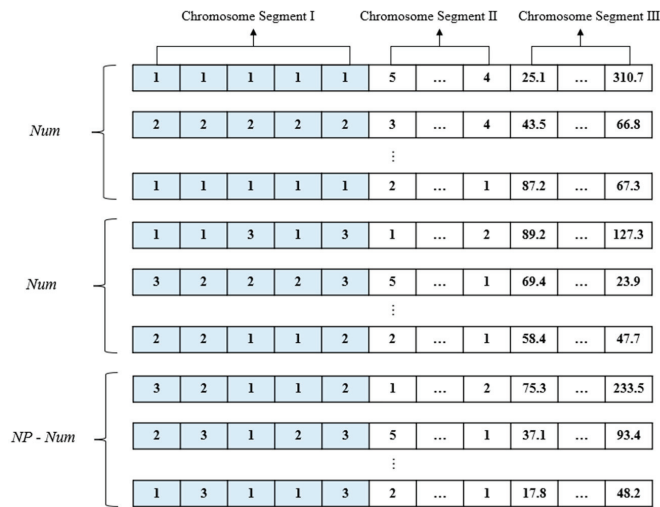 Chromosome Segment I Chromosome Segment II Chromosome Segment III
1 1 1 1 1 5 ... 4 25.1 ... 310.7
Num 2 2 2 2 2 3 ... 4 43.5 ... 66.8
⋮
1 1 1 1 1 2 ... 1 87.2 ... 67.3
1 1 3 1 3 1 ... 2 89.2 ... 127.3
Num 3 2 2 2 3 5 ... 1 69.4 ... 23.9
⋮
2 2 1 1 2 2 ... 1 58.4 ... 47.7
3 2 1 1 2 1 ... 2 75.3 ... 233.5
NP - Num 2 3 1 2 3 5 ... 1 37.1 ... 93.4
⋮
1 3 1 1 3 2 ... 1 17.8 ... 48.2